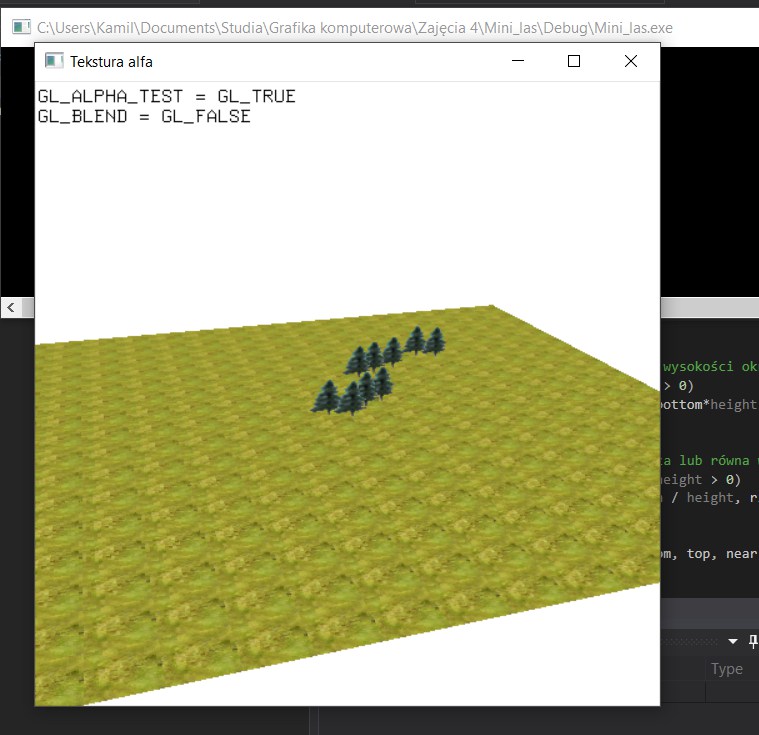 C:\Users\Kamil\Documents\Studia\Grafika komputerowa\Zajęcia 4\Mini_las\Debug\Mini_las.exe
Tekstura alfa
GL_ALPHA_TEST = GL_TRUE
GL_BLEND = GL_FALSE
wysokości ok
> 0)
ottom*height
lub równa
eight > 0)
/ height, r
om, top, near
Type